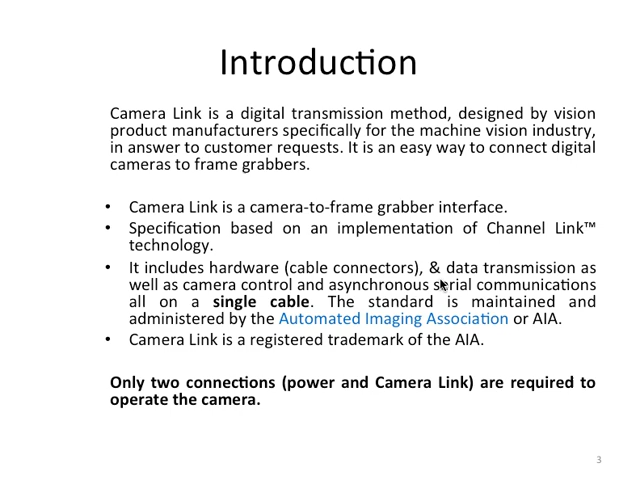 Introduction
Camera Link is a digital transmission method, designed by vision
product manufacturers specifically for the machine vision industry,
in answer to customer requests. It is an easy way to connect digital
cameras to frame grabbers.
• Camera Link is a camera-to-frame grabber interface.
• Specification based on an implementation of Channel Link™
technology.
• It includes hardware (cable connectors), & data transmission as
well as camera control and asynchronous serial communications
all on a single cable. The standard is maintained and
administered by the Automated Imaging Association or AIA.
• Camera Link is a registered trademark of the AIA.
Only two connections (power and Camera Link) are required to
operate the camera.
3